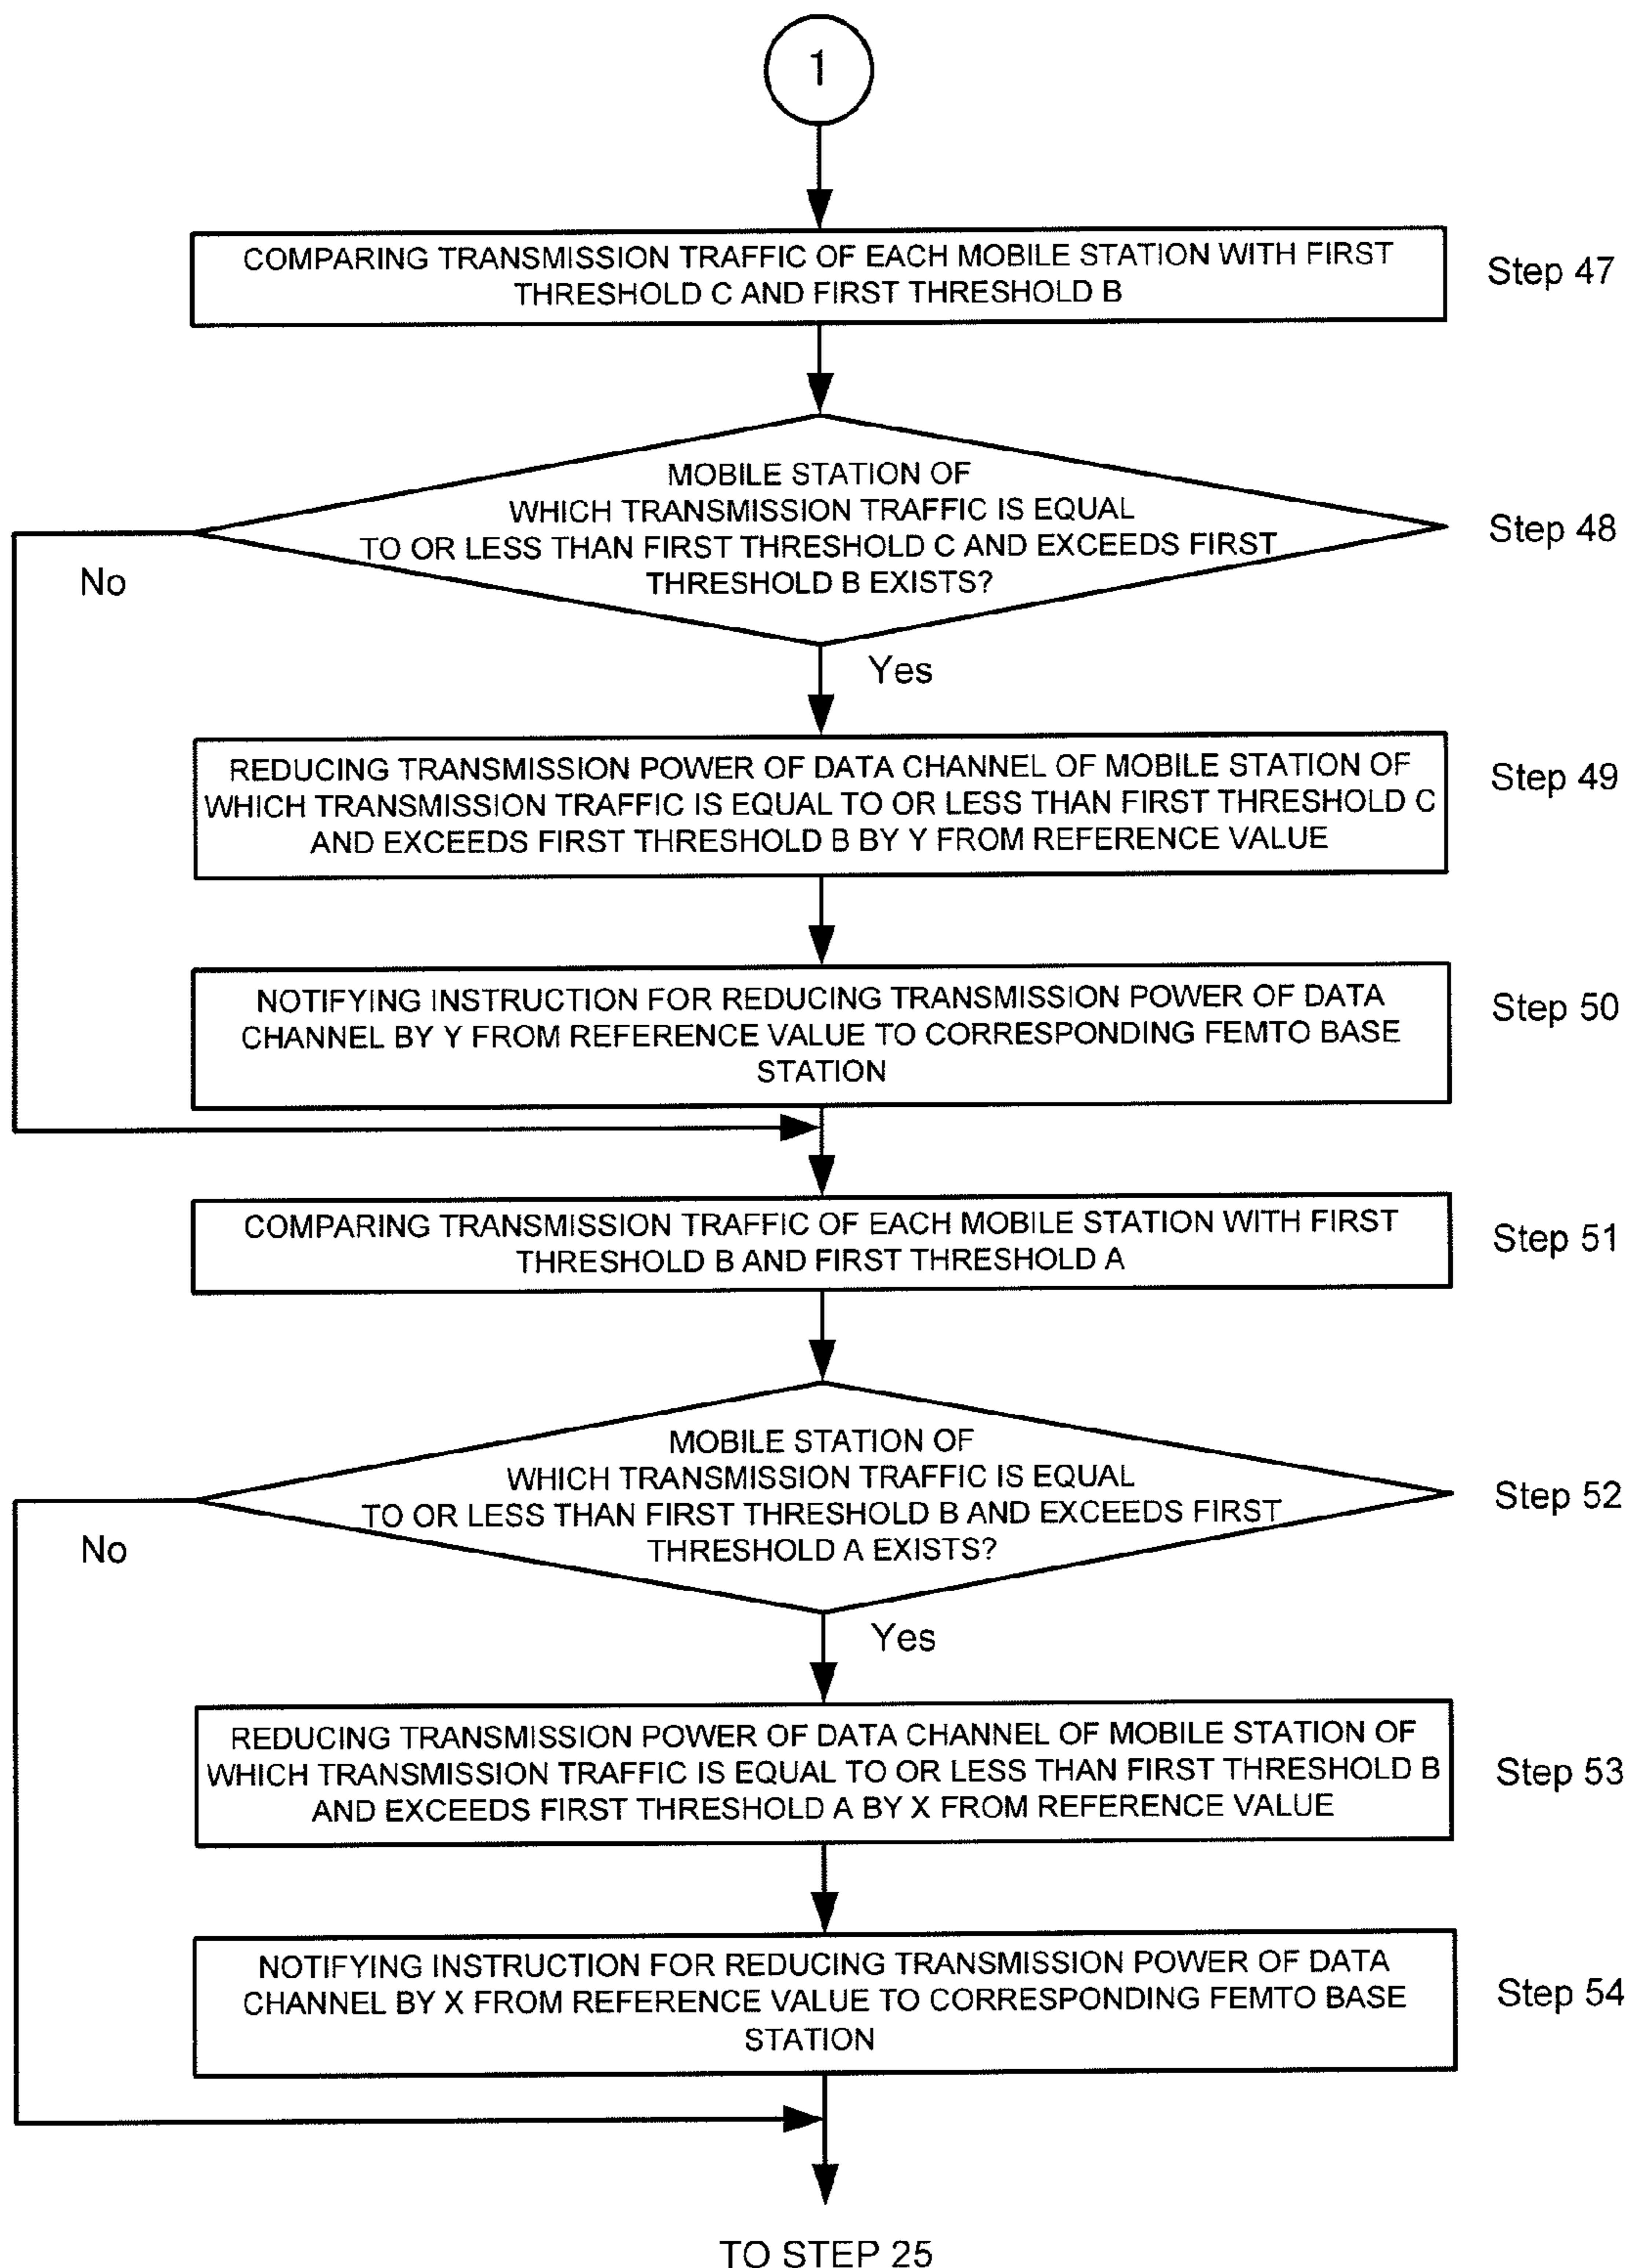 1
COMPARING TRANSMISSION TRAFFIC OF EACH MOBILE STATION WITH FIRST
THRESHOLD C AND FIRST THRESHOLD B
Step 47
MOBILE STATION OF
WHICH TRANSMISSION TRAFFIC IS EQUAL
TO OR LESS THAN FIRST THRESHOLD C AND EXCEEDS FIRST
THRESHOLD B EXISTS?
Step 48
No
Yes
REDUCING TRANSMISSION POWER OF DATA CHANNEL OF MOBILE STATION OF
WHICH TRANSMISSION TRAFFIC IS EQUAL TO OR LESS THAN FIRST THRESHOLD C
AND EXCEEDS FIRST THRESHOLD B BY Y FROM REFERENCE VALUE
Step 49
NOTIFYING INSTRUCTION FOR REDUCING TRANSMISSION POWER OF DATA
CHANNEL BY Y FROM REFERENCE VALUE TO CORRESPONDING FEMTO BASE
STATION
Step 50
COMPARING TRANSMISSION TRAFFIC OF EACH MOBILE STATION WITH FIRST
THRESHOLD B AND FIRST THRESHOLD A
Step 51
MOBILE STATION OF
WHICH TRANSMISSION TRAFFIC IS EQUAL
TO OR LESS THAN FIRST THRESHOLD B AND EXCEEDS FIRST
THRESHOLD A EXISTS?
Step 52
No
Yes
REDUCING TRANSMISSION POWER OF DATA CHANNEL OF MOBILE STATION OF
WHICH TRANSMISSION TRAFFIC IS EQUAL TO OR LESS THAN FIRST THRESHOLD B
AND EXCEEDS FIRST THRESHOLD A BY X FROM REFERENCE VALUE
Step 53
NOTIFYING INSTRUCTION FOR REDUCING TRANSMISSION POWER OF DATA
CHANNEL BY X FROM REFERENCE VALUE TO CORRESPONDING FEMTO BASE
STATION
Step 54
TO STEP 25